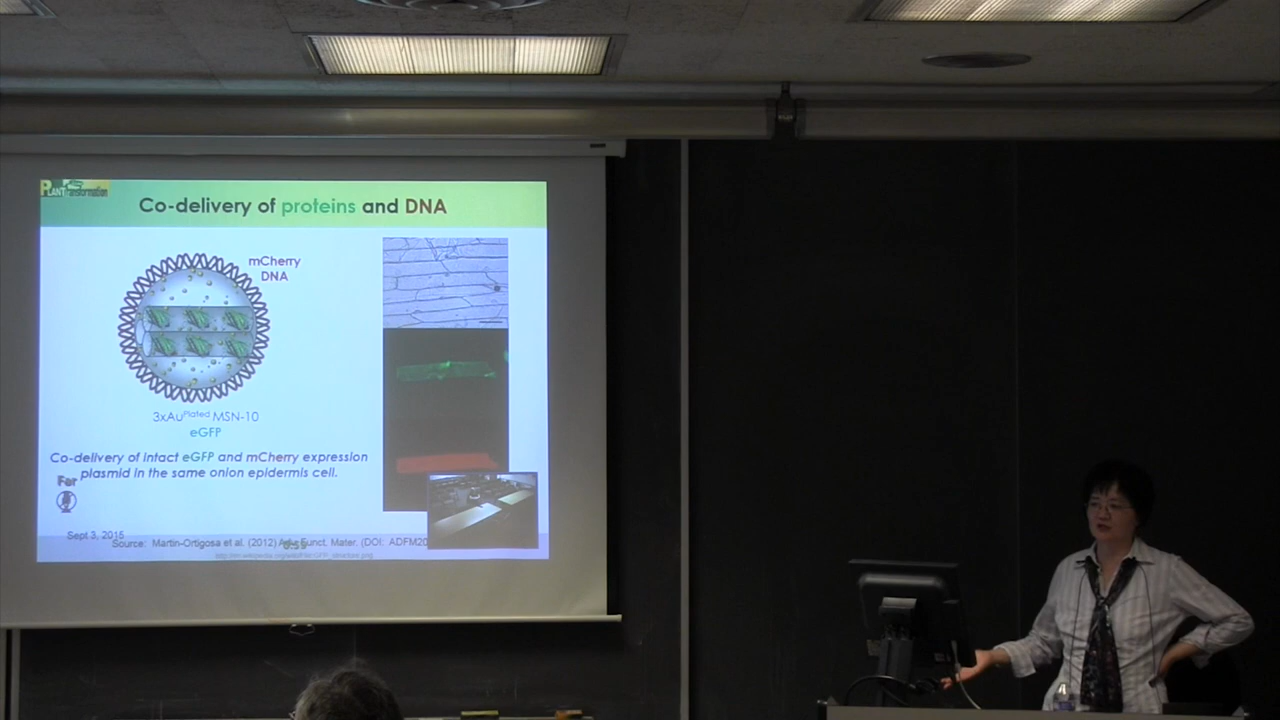 PLANTTransformation
Co-delivery of proteins and DNA
mCherry
DNA
3xAuPlated MSN-10
eGFP
Co-delivery of intact eGFP and mCherry expression
plasmid in the same onion epidermis cell.
Sept 3, 2015
Source: Martin-Ortigosa et al. (2012) Adv Funct. Mater. (DOI: ADFM20